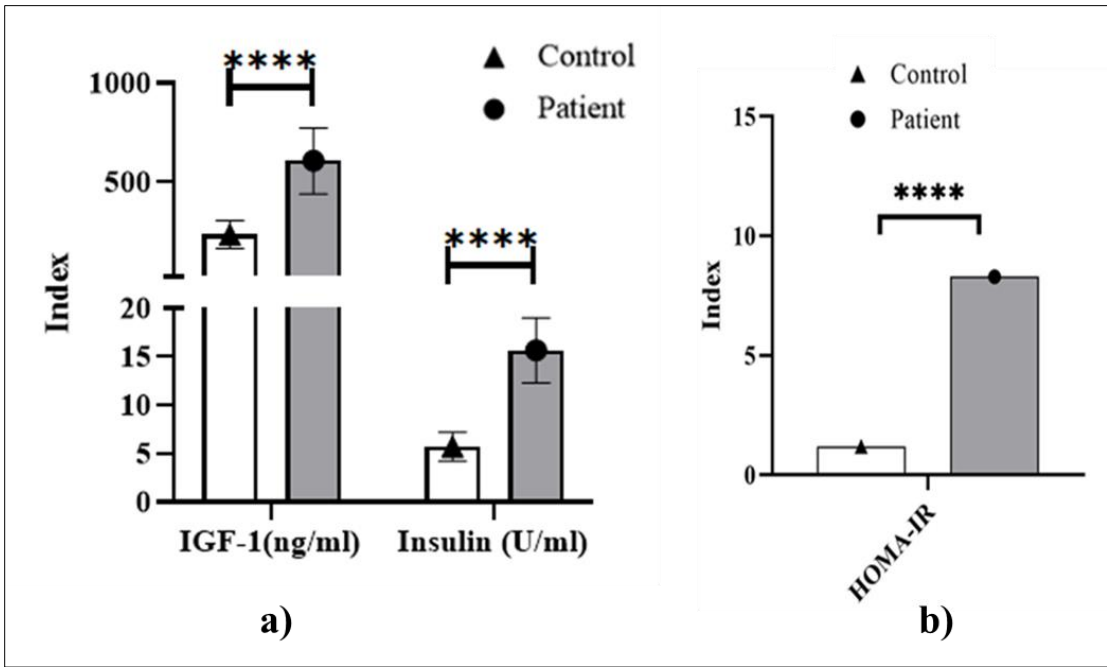 ****
Control
Patient
1000
500
Index
****
20
15
10
5
0
IGF-1(ng/ml)
Insulin (U/ml)
a)
Control
Patient
15
****
10
Index
5
0
HOMA-IR
b)